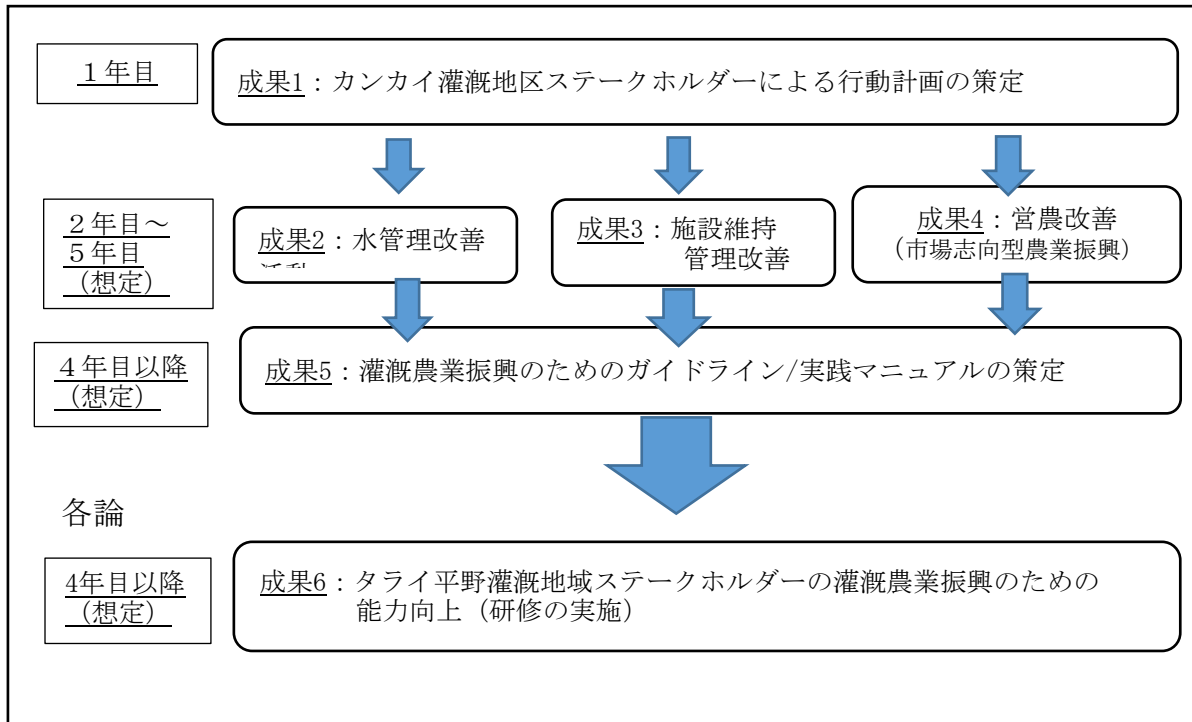 １年目
成果1：カンカイ灌漑地区ステークホルダーによる行動計画の策定
２年目～
５年目
（想定）
成果2：水管理改善
成果3：施設維持
管理改善
成果4：営農改善
（市場志向型農業振興）
４年目以降
（想定）
成果5：灌漑農業振興のためのガイドライン/実践マニュアルの策定
各論
4年目以降
（想定）
成果6：タライ平野灌漑地域ステークホルダーの灌漑農業振興のための
能力向上（研修の実施）